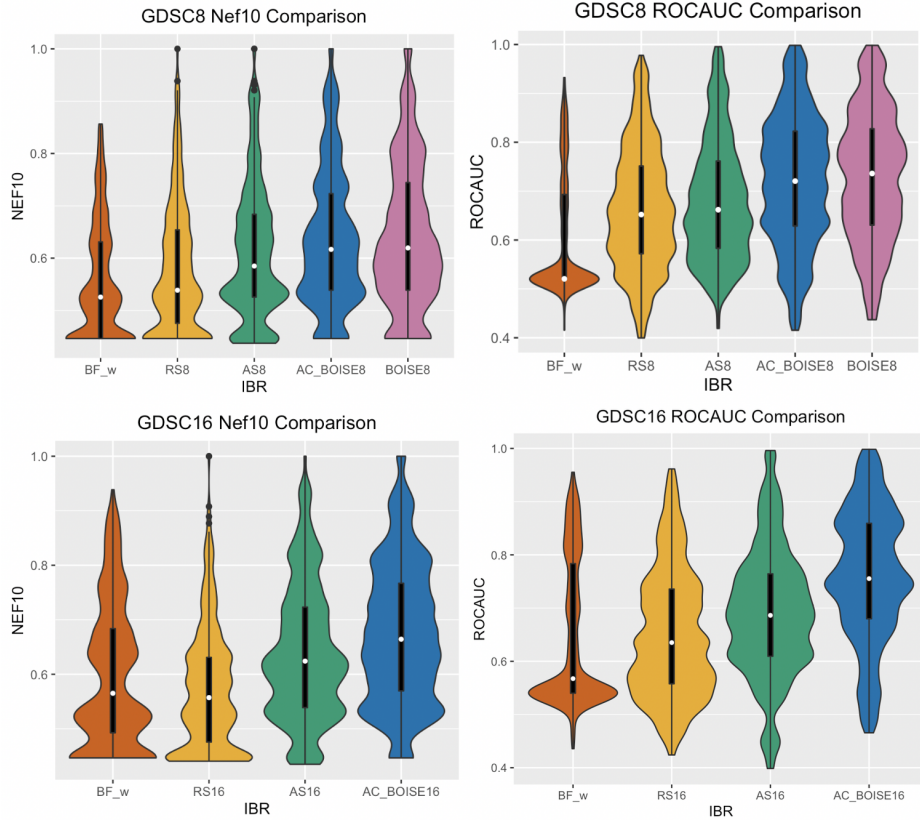 GDSC8 Nef10 Comparison
1.0
0.8
0.6
NEF10
BF_w RS8 AS8 AC_BOISE8 BOISE8
IBR
GDSC8 ROCAUC Comparison
1.0
0.8
0.6
0.4
ROCAUC
BF_w RS8 AS8 AC_BOISE8 BOISE8
IBR
GDSC16 Nef10 Comparison
1.0
0.8
0.6
NEF10
BF_w RS16 AS16 AC_BOISE16
IBR
GDSC16 ROCAUC Comparison
1.0
0.8
0.6
0.4
ROCAUC
BF_w RS16 AS16 AC_BOISE16
IBR